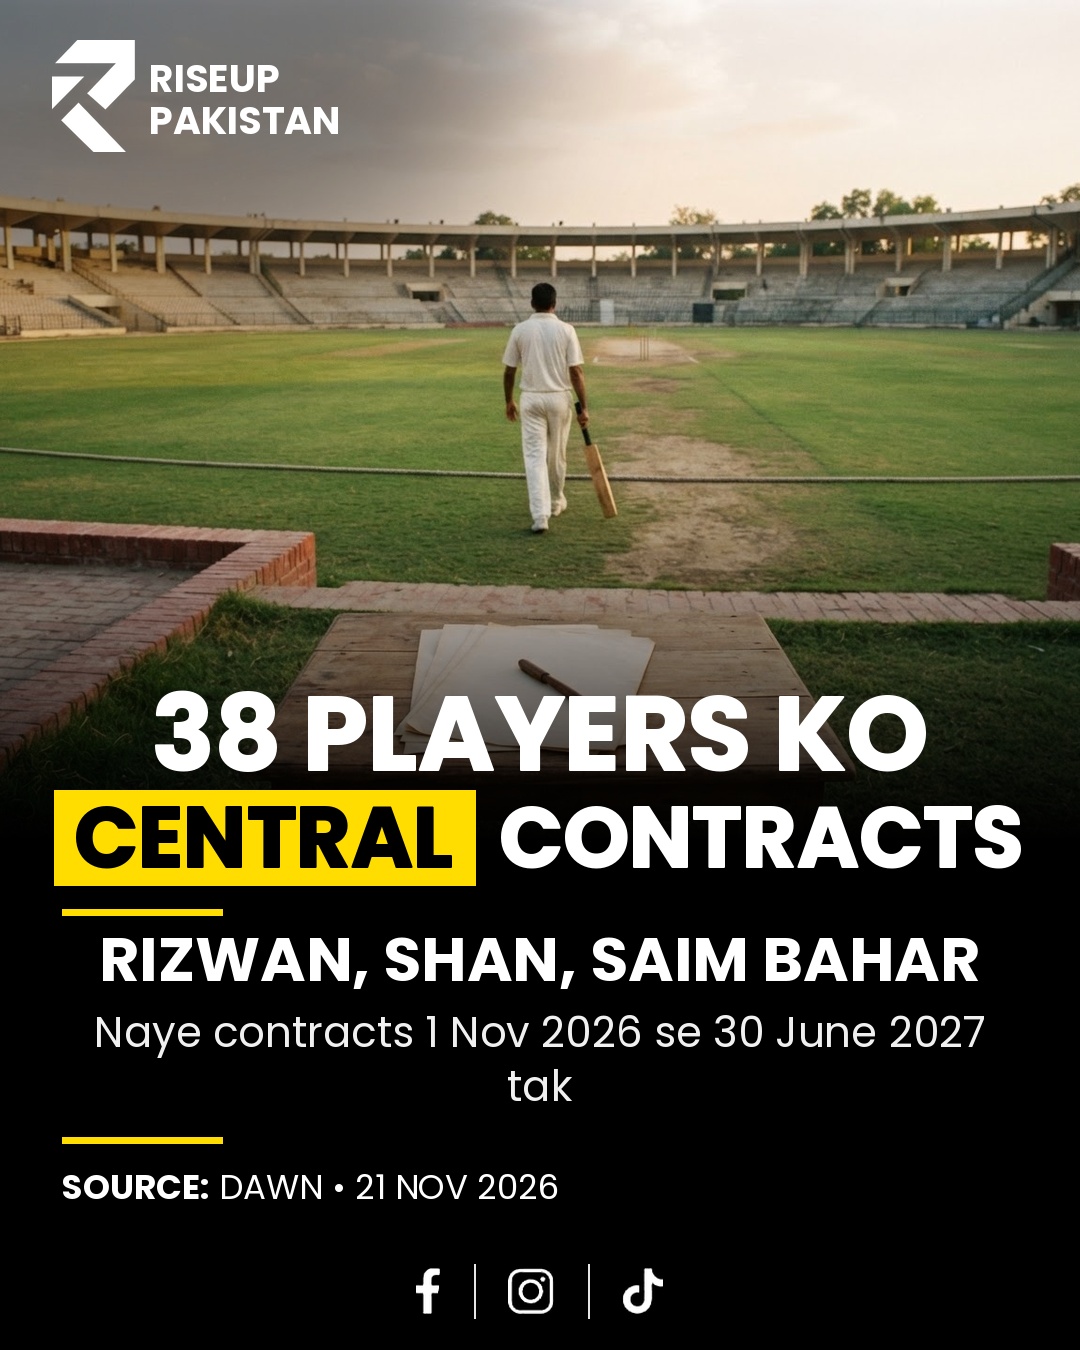 RISEUP
PAKISTAN
38 PLAYERS KO
CENTRAL CONTRACTS
RIZWAN, SHAN, SAIM BAHAR
Naye contracts 1 Nov 2026 se 30 June 2027
tak
SOURCE: DAWN • 21 NOV 2026